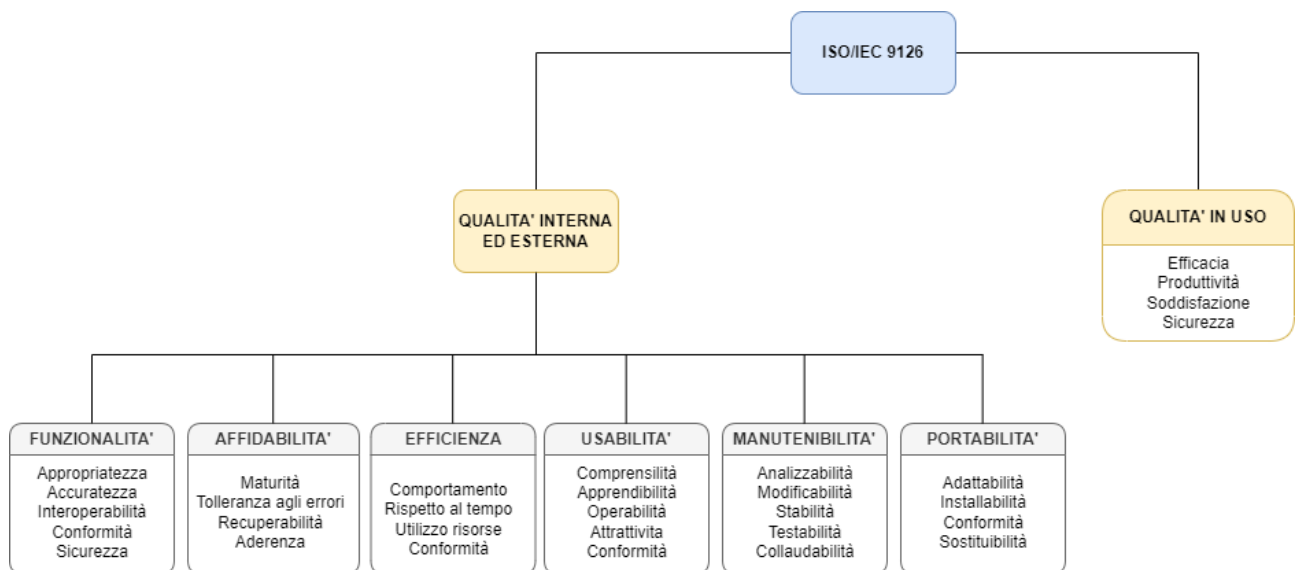 ISO/IEC 9126
QUALITA' INTERNA
ED ESTERNA
QUALITA' IN USO
Efficacia
Produttività
Soddisfazione
Sicurezza
FUNZIONALITA'
Appropriatezza
Accuratezza
Interoperabilità
Conformità
Sicurezza
AFFIDABILITA'
Maturità
Tolleranza agli errori
Recuperabilità
Aderenza
EFFICIENZA
Comportamento
Rispetto al tempo
Utilizzo risorse
Conformità
USABILITA'
Comprensilità
Apprendibilità
Operabilità
Attrattivita
Conformità
MANUTENIBILITA'
Analizzabilità
Modificabilità
Stabilità
Testabilità
Collaudabilità
PORTABILITA'
Adattabilità
Installabilità
Conformità
Sostituibilità